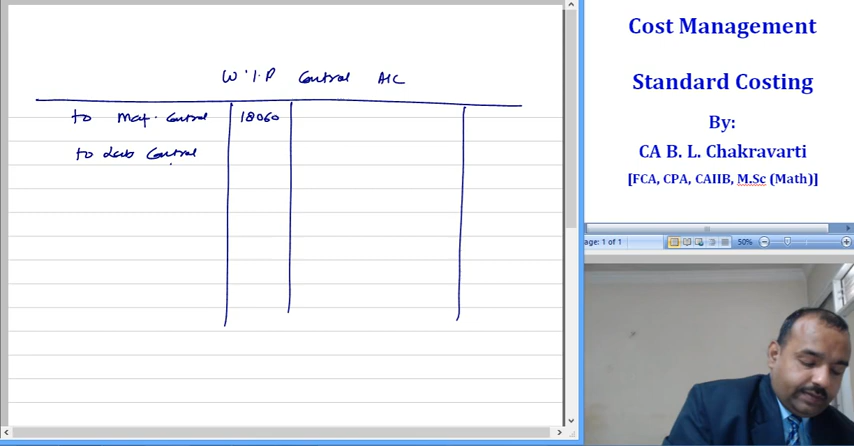 W.I.P Control A/C
to Mat. Control 18060
to Lab Control
Cost Management
Standard Costing
By:
CA B. L. Chakravarti
[FCA, CPA, CAIIB, M.Sc (Math)]
age: 1 of 1
50%